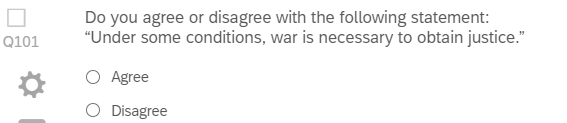 Do you agree or disagree with the following statement:
“Under some conditions, war is necessary to obtain justice.”
Q101
Agree
Disagree